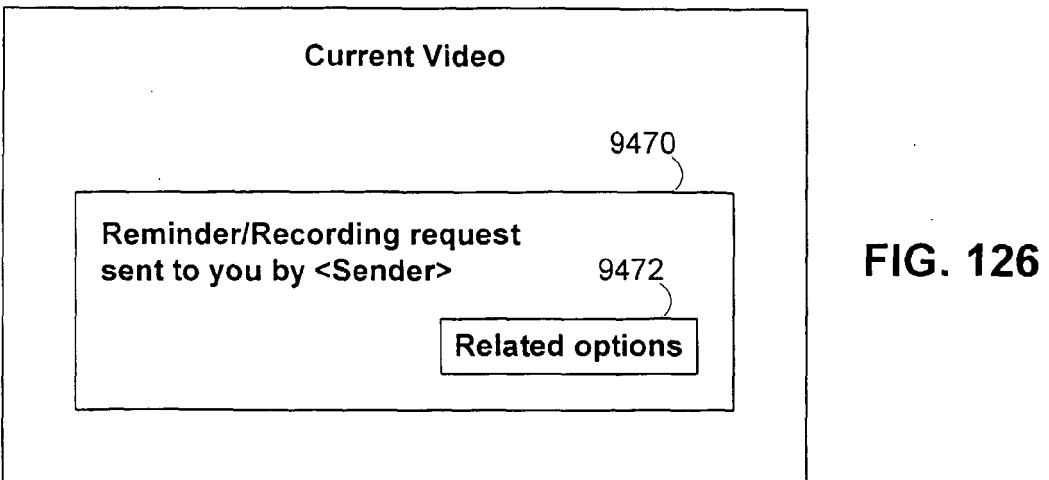 Current Video
9470
Reminder/Recording request
sent to you by <Sender>
9472
Related options
FIG. 126